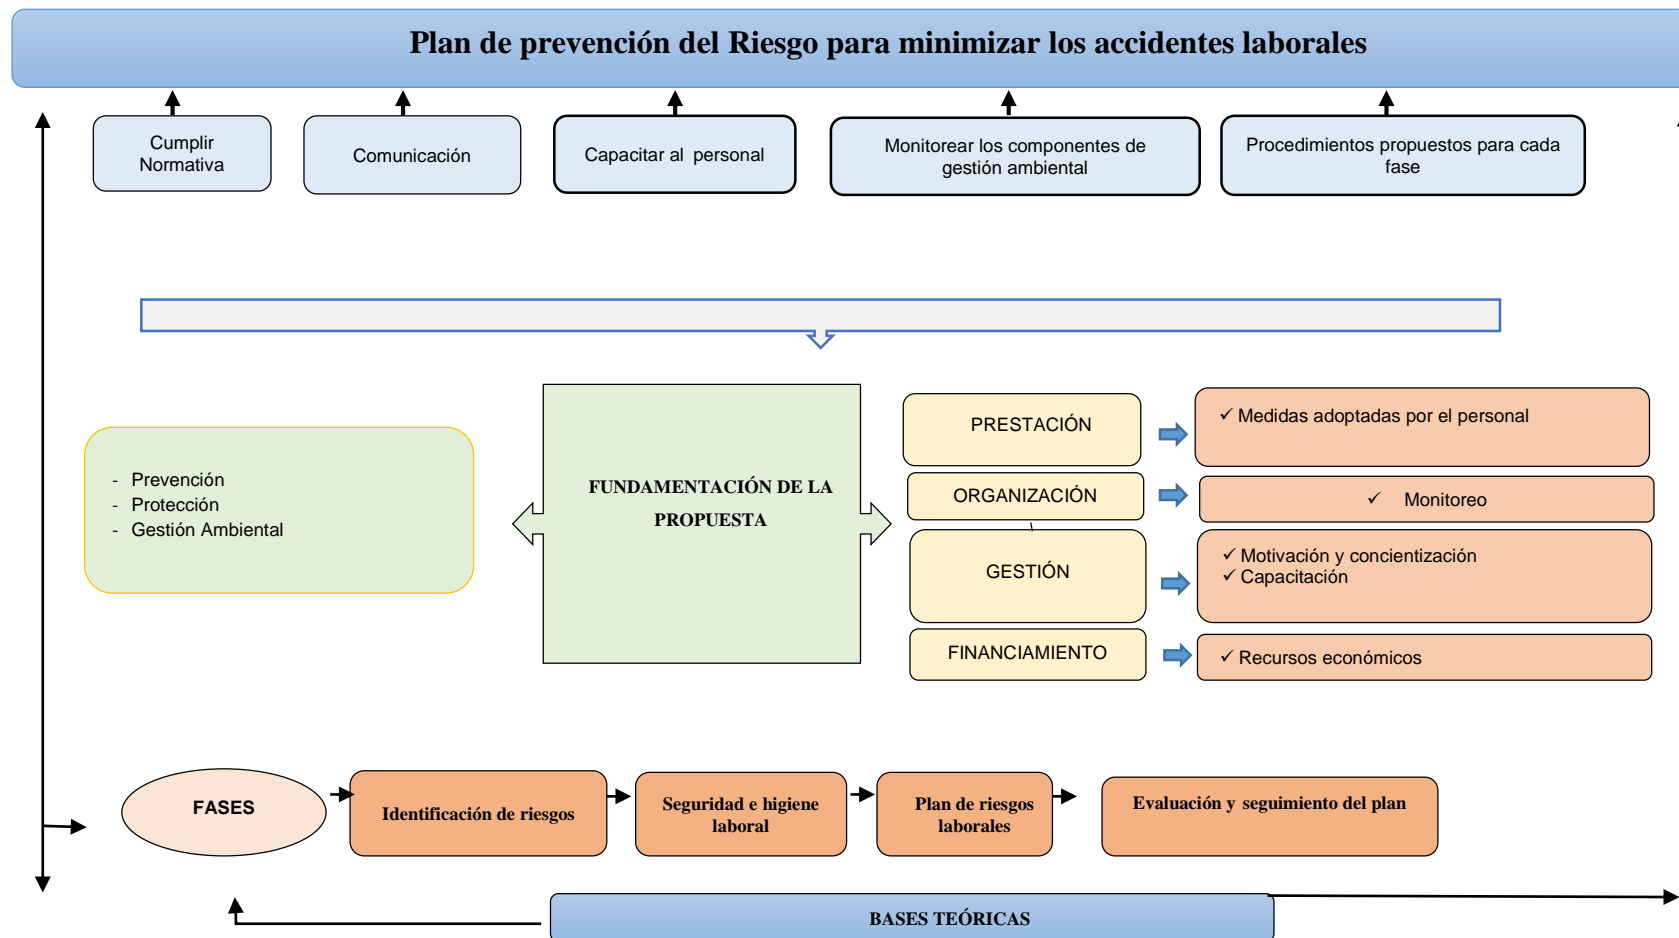 Plan de prevención del Riesgo para minimizar los accidentes laborales
Cumplir
Normativa
Comunicación
Capacitar al personal
Monitorear los componentes de
gestión ambiental
Procedimientos propuestos para cada
fase
- Prevención
- Protección
- Gestión Ambiental
FUNDAMENTACIÓN DE LA
PROPUESTA
PRESTACIÓN
✓ Medidas adoptadas por el personal
ORGANIZACIÓN
✓ Monitoreo
\
GESTIÓN
✓ Motivación y concientización
✓ Capacitación
FINANCIAMIENTO
✓ Recursos económicos
FASES
Identificación de riesgos
Seguridad e higiene
laboral
Plan de riesgos
laborales
Evaluación y seguimiento del plan
BASES TEÓRICAS